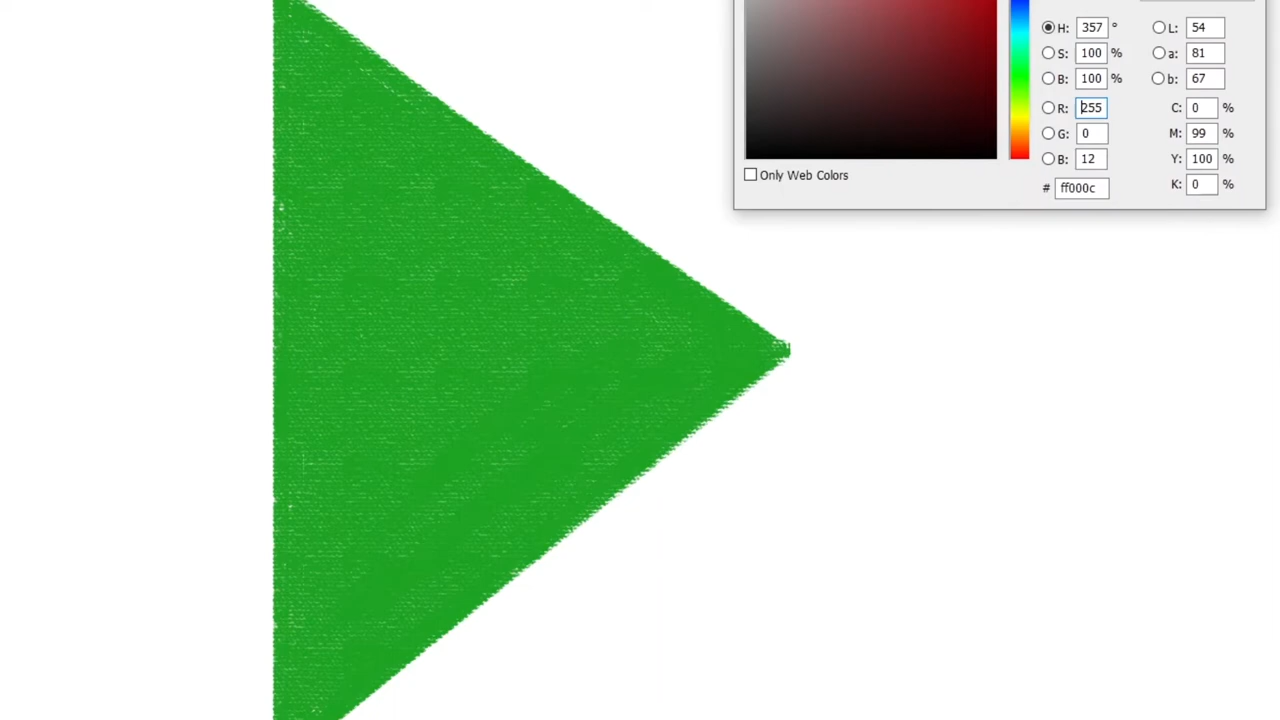 H: 357 ° L: 54
S: 100 % a: 81
B: 100 % b: 67
R: 255 C: 0 %
G: 0 M: 99 %
B: 12 Y: 100 %
Only Web Colors
# ff000c K: 0 %